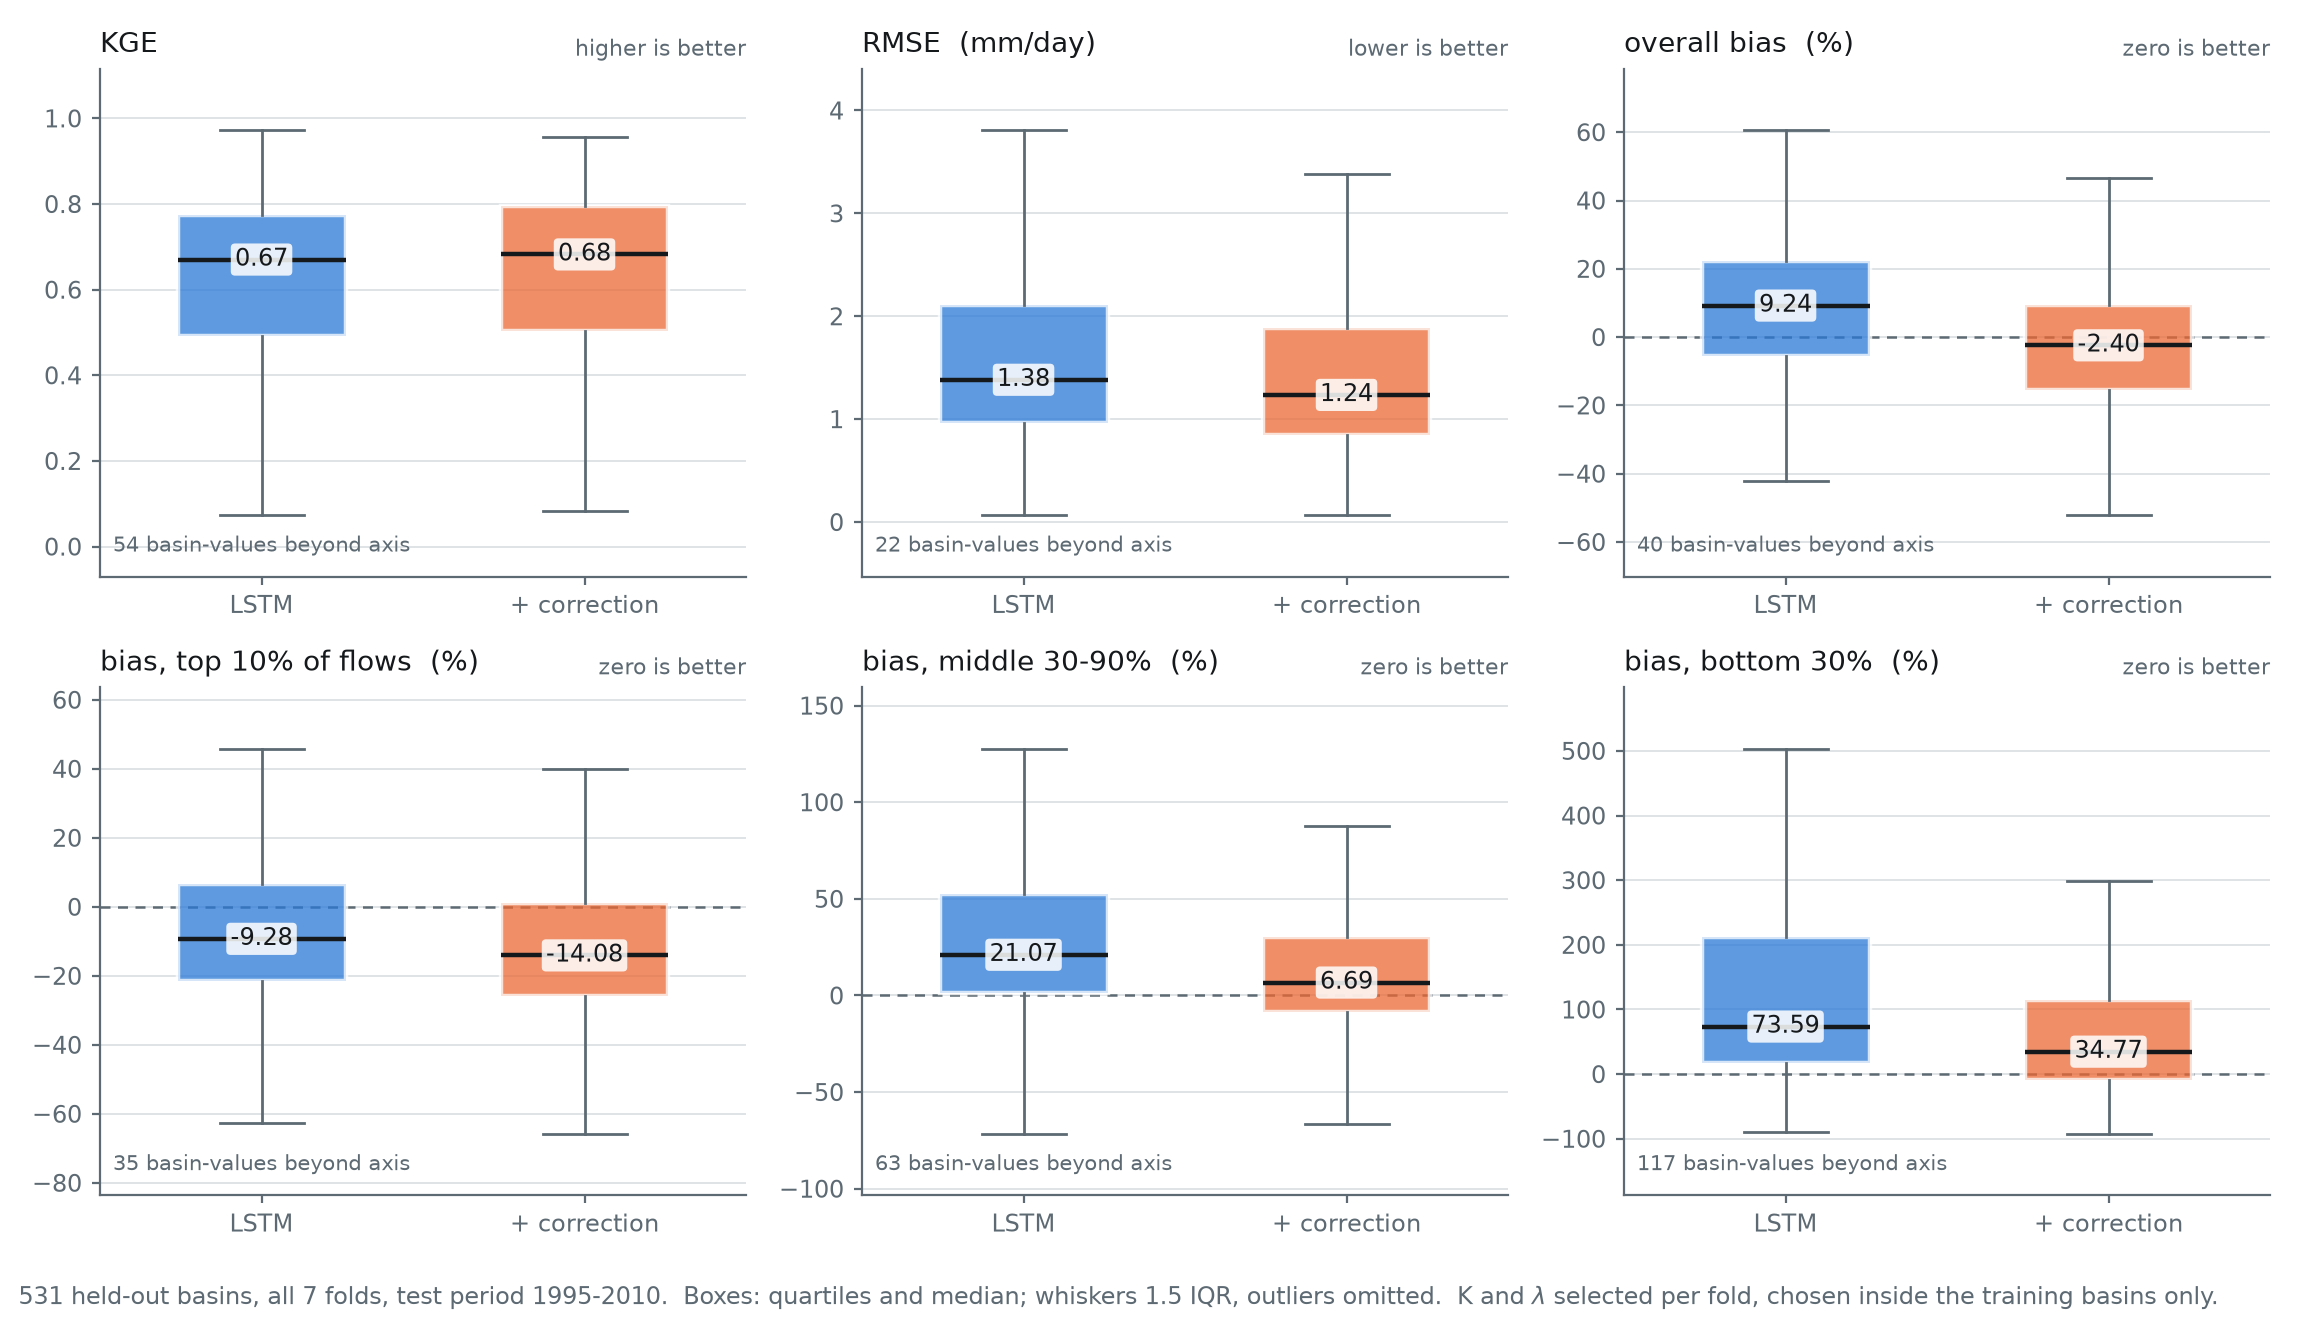 KGE higher is better
1.0
0.8
0.6
0.4
0.2
0.0
0.67
0.68
54 basin-values beyond axis
LSTM + correction
RMSE (mm/day) lower is better
4
3
2
1
0
1.38
1.24
22 basin-values beyond axis
LSTM + correction
overall bias (%) zero is better
60
40
20
0
−20
−40
−60
9.24
-2.40
40 basin-values beyond axis
LSTM + correction
bias, top 10% of flows (%) zero is better
60
40
20
0
−20
−40
−60
−80
-9.28
-14.08
35 basin-values beyond axis
LSTM + correction
bias, middle 30-90% (%) zero is better
150
100
50
0
−50
−100
21.07
6.69
63 basin-values beyond axis
LSTM + correction
bias, bottom 30% (%) zero is better
500
400
300
200
100
0
−100
73.59
34.77
117 basin-values beyond axis
LSTM + correction
531 held-out basins, all 7 folds, test period 1995-2010. Boxes: quartiles and median; whiskers 1.5 IQR, outliers omitted. K and λ selected per fold, chosen inside the training basins only.